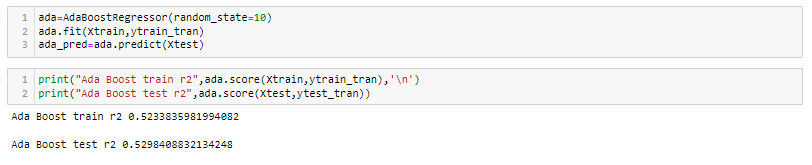 1 ada=AdaBoostRegressor(random_state=10)
2 ada.fit(Xtrain,ytrain_tran)
3 ada_pred=ada.predict(Xtest)
1 print("Ada Boost train r2",ada.score(Xtrain,ytrain_tran),'\n')
2 print("Ada Boost test r2",ada.score(Xtest,ytest_tran))
Ada Boost train r2 0.5233835981994082
Ada Boost test r2 0.5298408832134248